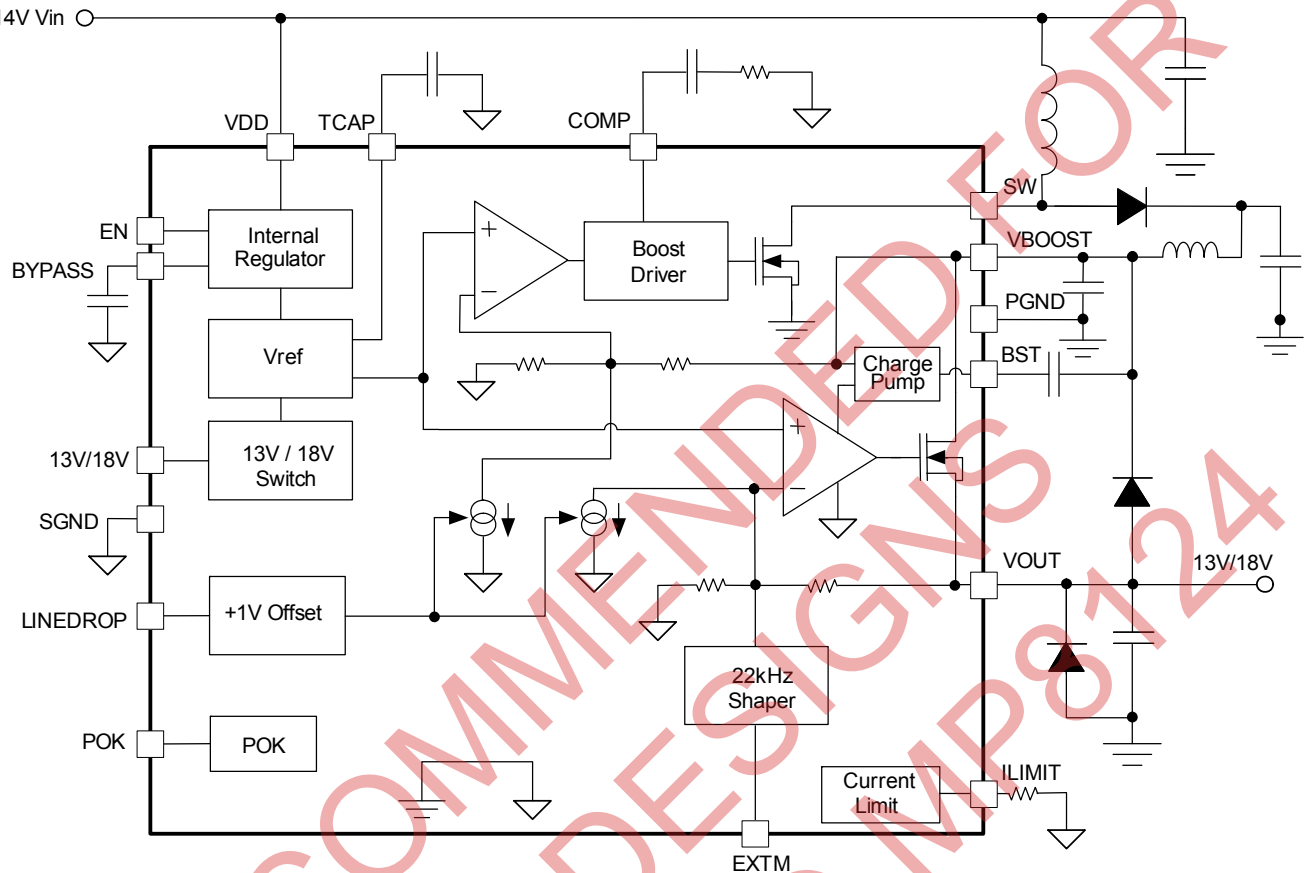 14V Vin
VDD
TCAP
COMP
SW
EN
BYPASS
Internal
Regulator
+
−
Boost
Driver
VBOOST
PGND
Vref
Charge
Pump
BST
13V/18V
13V / 18V
Switch
+
−
SGND
VOUT
13V/18V
LINEDROP
+1V Offset
22kHz
Shaper
POK
POK
Current
Limit
ILIMIT
EXTM
COMMENDED FOR
DESIGNS
MP8124